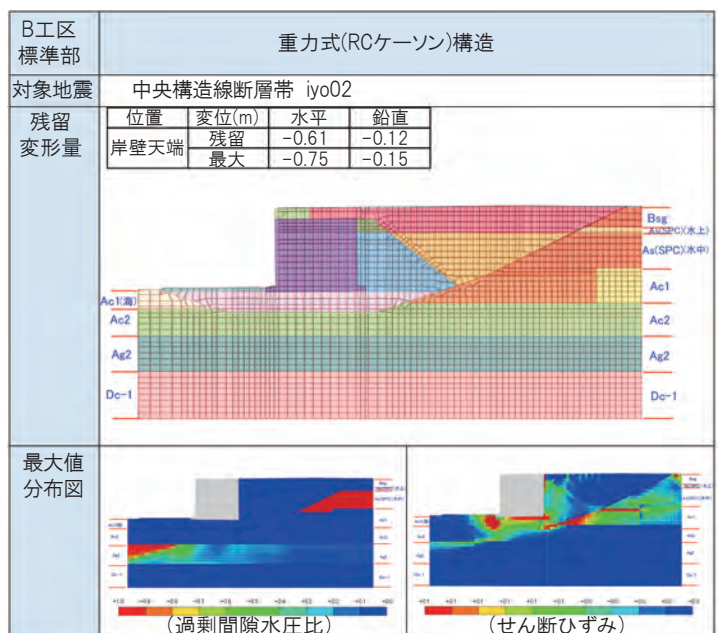 B工区
標準部
重力式(RCケーソン)構造
対象地震
中央構造線断層帯 iyo02
残留
変形量
位置 変位(m) 水平 鉛直
岸壁天端
残留 -0.61 -0.12
最大 -0.75 -0.15
Bsg
As(SPC)(水上)
As(SPC)(水中)
Ac1(海)
Ac1
Ac2
Ac2
Ag2
Ag2
Dc-1
Dc-1
最大値
分布図
(過剰間隙水圧比)
(せん断ひずみ)